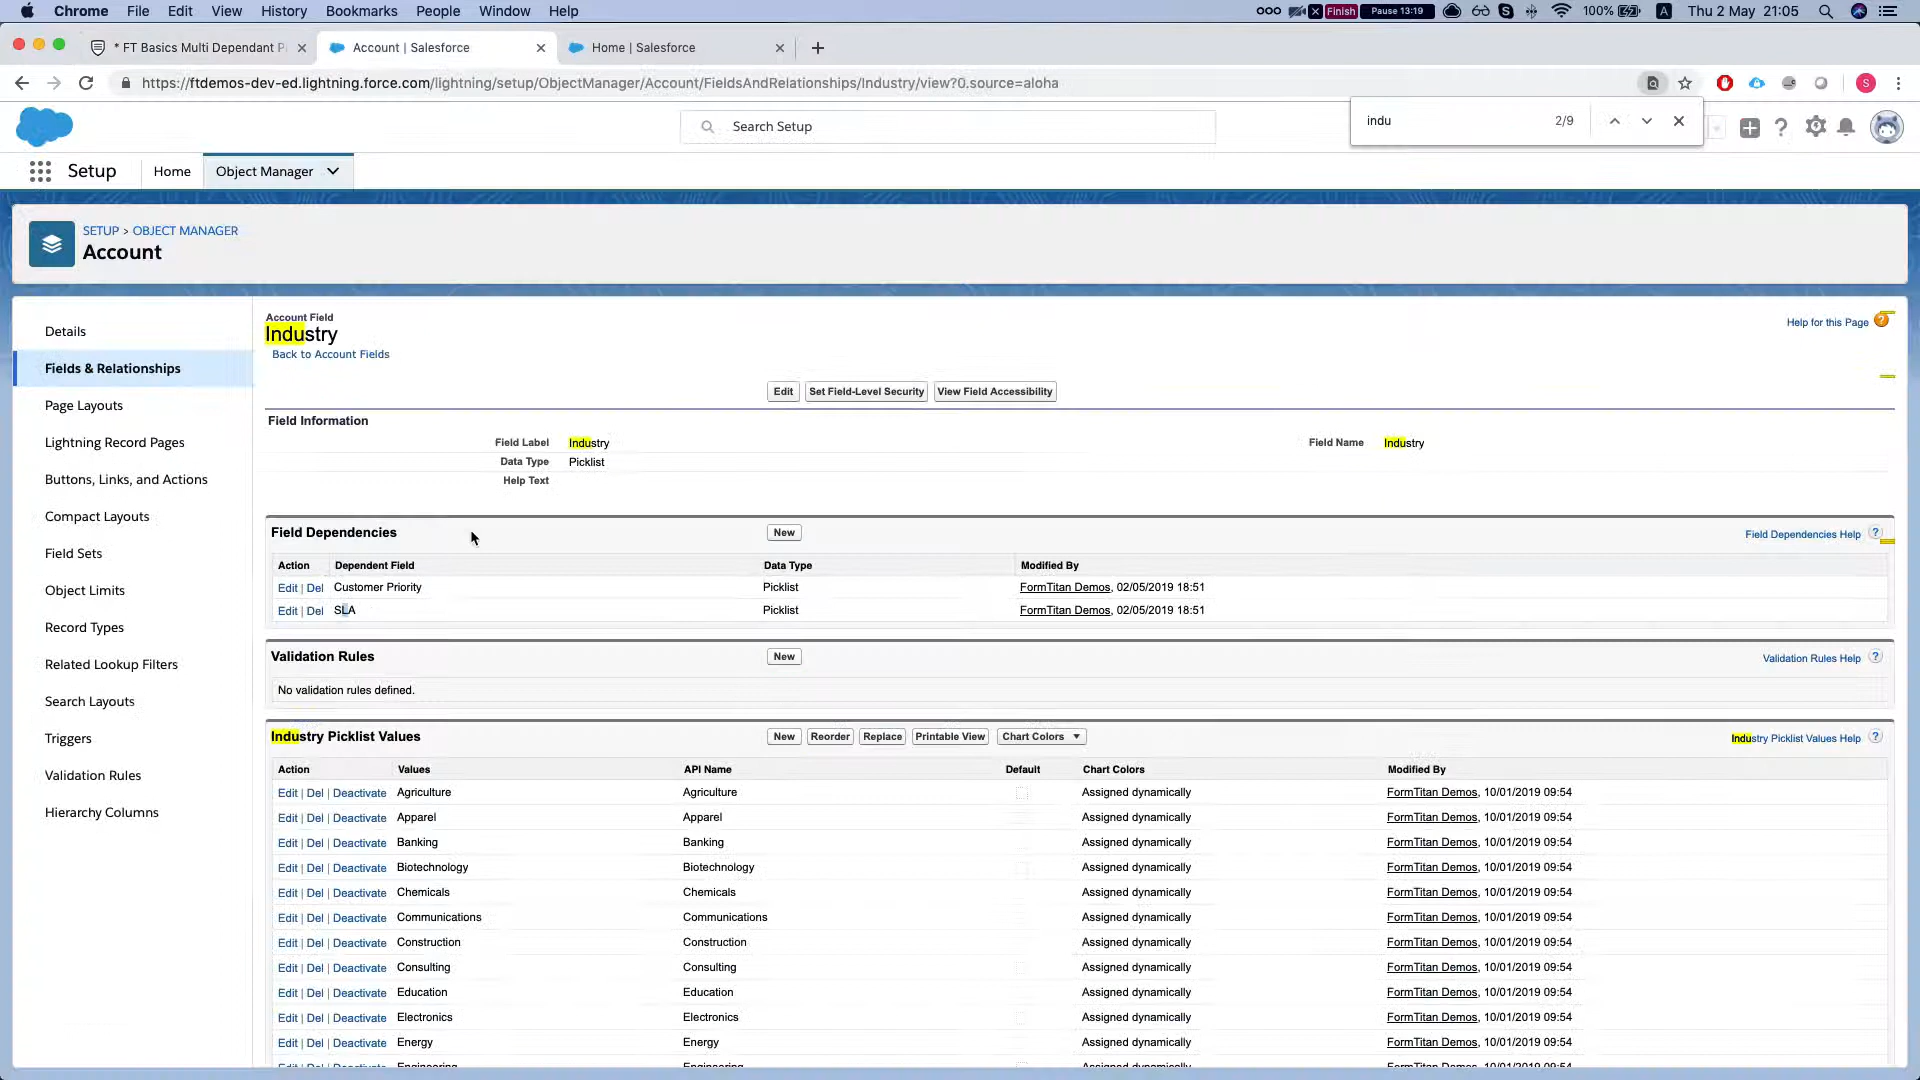 Chrome File Edit View History Bookmarks People Window Help
Finish Pause 13:19 100% A Thu 2 May 21:05
* FT Basics Multi Dependant P
Account | Salesforce
Home | Salesforce
https://ftdemos-dev-ed.lightning.force.com/lightning/setup/ObjectManager/Account/FieldsAndRelationships/Industry/view?0.source=aloha
S
indu 2/9
Search Setup
Setup Home Object Manager
SETUP > OBJECT MANAGER
Account
Details
Fields & Relationships
Page Layouts
Lightning Record Pages
Buttons, Links, and Actions
Compact Layouts
Field Sets
Object Limits
Record Types
Related Lookup Filters
Search Layouts
Triggers
Validation Rules
Hierarchy Columns
Account Field
Industry
Back to Account Fields
Help for this Page ?
Edit Set Field-Level Security View Field Accessibility
Field Information
Field Label Industry Field Name Industry
Data Type Picklist
Help Text
Field Dependencies New Field Dependencies Help ?
Action Dependent Field Data Type Modified By
Edit | Del Customer Priority Picklist FormTitan Demos, 02/05/2019 18:51
Edit | Del SLA Picklist FormTitan Demos, 02/05/2019 18:51
Validation Rules New Validation Rules Help ?
No validation rules defined.
Industry Picklist Values New Reorder Replace Printable View Chart Colors Industry Picklist Values Help ?
Action Values API Name Default Chart Colors Modified By
Edit | Del | Deactivate Agriculture Agriculture Assigned dynamically FormTitan Demos, 10/01/2019 09:54
Edit | Del | Deactivate Apparel Apparel Assigned dynamically FormTitan Demos, 10/01/2019 09:54
Edit | Del | Deactivate Banking Banking Assigned dynamically FormTitan Demos, 10/01/2019 09:54
Edit | Del | Deactivate Biotechnology Biotechnology Assigned dynamically FormTitan Demos, 10/01/2019 09:54
Edit | Del | Deactivate Chemicals Chemicals Assigned dynamically FormTitan Demos, 10/01/2019 09:54
Edit | Del | Deactivate Communications Communications Assigned dynamically FormTitan Demos, 10/01/2019 09:54
Edit | Del | Deactivate Construction Construction Assigned dynamically FormTitan Demos, 10/01/2019 09:54
Edit | Del | Deactivate Consulting Consulting Assigned dynamically FormTitan Demos, 10/01/2019 09:54
Edit | Del | Deactivate Education Education Assigned dynamically FormTitan Demos, 10/01/2019 09:54
Edit | Del | Deactivate Electronics Electronics Assigned dynamically FormTitan Demos, 10/01/2019 09:54
Edit | Del | Deactivate Energy Energy Assigned dynamically FormTitan Demos, 10/01/2019 09:54